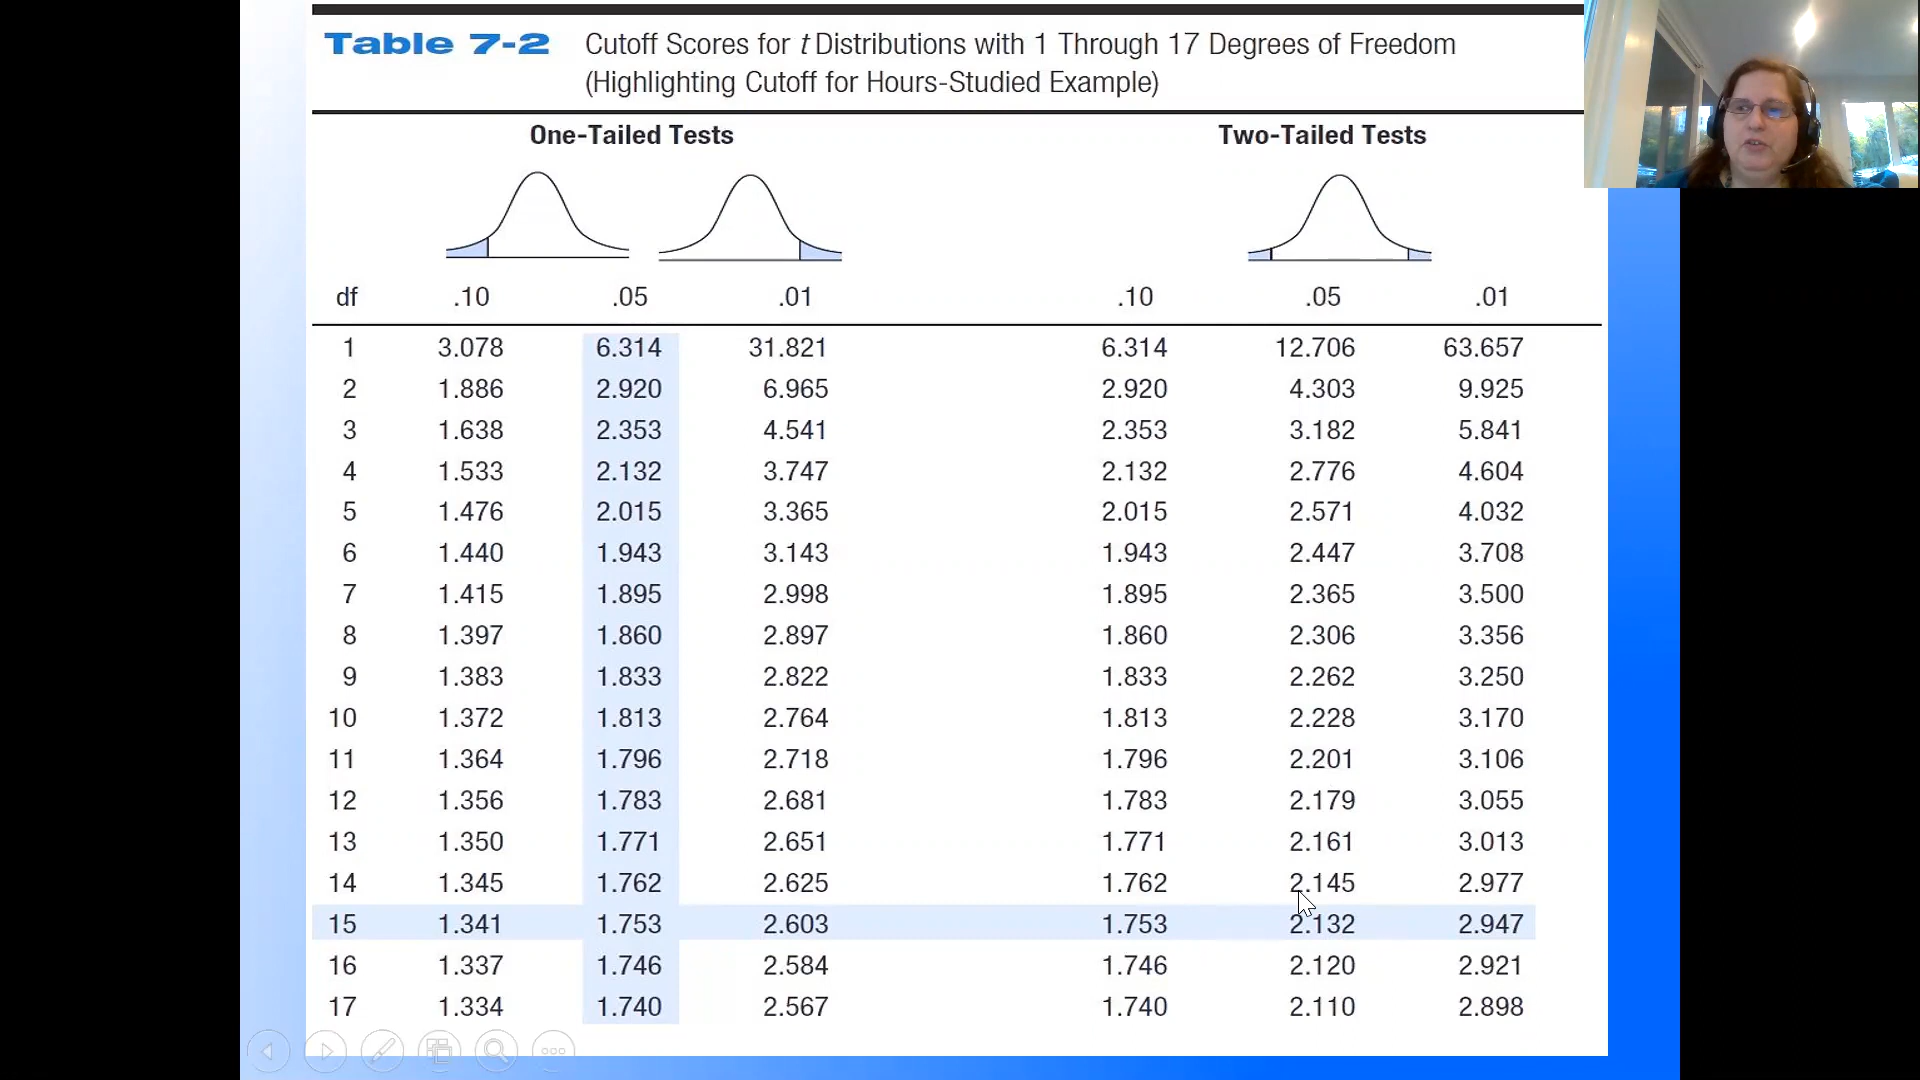 Table 7-2 Cutoff Scores for t Distributions with 1 Through 17 Degrees of Freedom
(Highlighting Cutoff for Hours-Studied Example)
One-Tailed Tests Two-Tailed Tests
df .10 .05 .01 .10 .05 .01
1 3.078 6.314 31.821 6.314 12.706 63.657
2 1.886 2.920 6.965 2.920 4.303 9.925
3 1.638 2.353 4.541 2.353 3.182 5.841
4 1.533 2.132 3.747 2.132 2.776 4.604
5 1.476 2.015 3.365 2.015 2.571 4.032
6 1.440 1.943 3.143 1.943 2.447 3.708
7 1.415 1.895 2.998 1.895 2.365 3.500
8 1.397 1.860 2.897 1.860 2.306 3.356
9 1.383 1.833 2.822 1.833 2.262 3.250
10 1.372 1.813 2.764 1.813 2.228 3.170
11 1.364 1.796 2.718 1.796 2.201 3.106
12 1.356 1.783 2.681 1.783 2.179 3.055
13 1.350 1.771 2.651 1.771 2.161 3.013
14 1.345 1.762 2.625 1.762 2.145 2.977
15 1.341 1.753 2.603 1.753 2.132 2.947
16 1.337 1.746 2.584 1.746 2.120 2.921
17 1.334 1.740 2.567 1.740 2.110 2.898